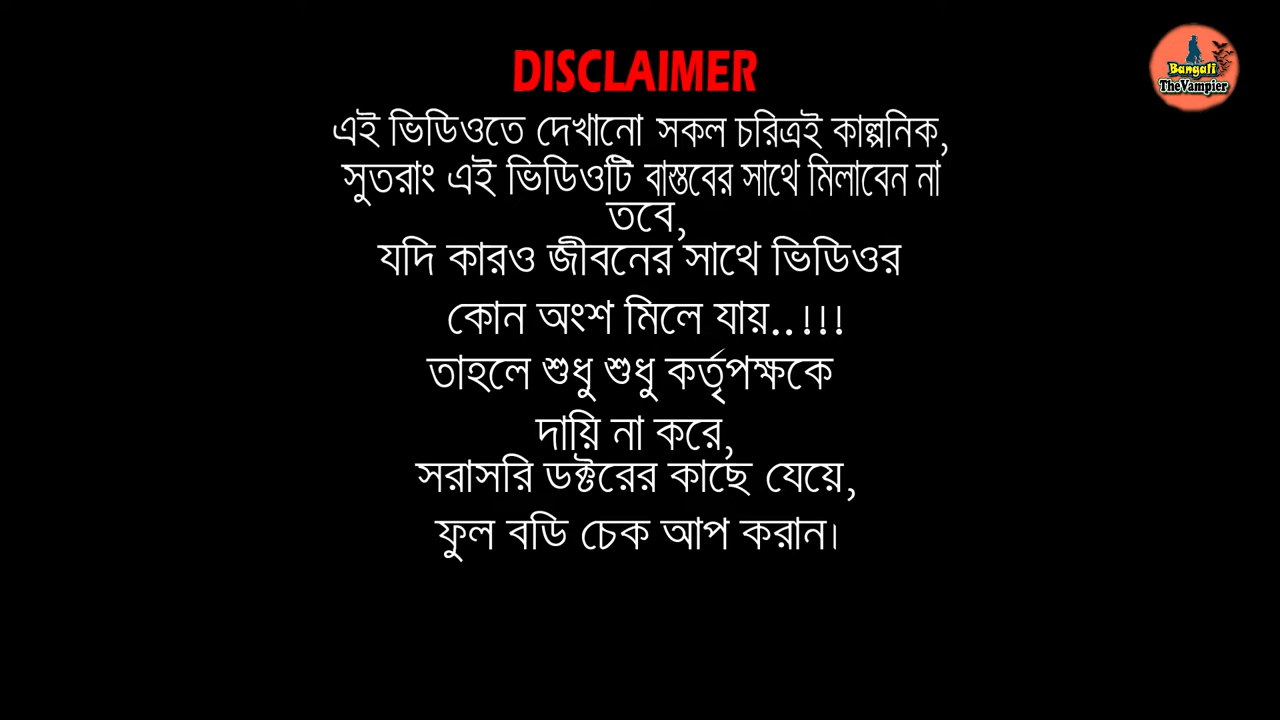 DISCLAIMER
এই ভিডিওতে দেখানো সকল চরিত্রই কাল্পনিক,
সুতরাং এই ভিডিওটি বাস্তবের সাথে মিলাবেন না
তবে,
যদি কারও জীবনের সাথে ভিডিওর
কোন অংশ মিলে যায়..!!!
তাহলে শুধু শুধু কর্তৃপক্ষকে
দায়ি না করে,
সরাসরি ডক্টরের কাছে যেয়ে,
ফুল বডি চেক আপ করান।
Bangali
TheVampier